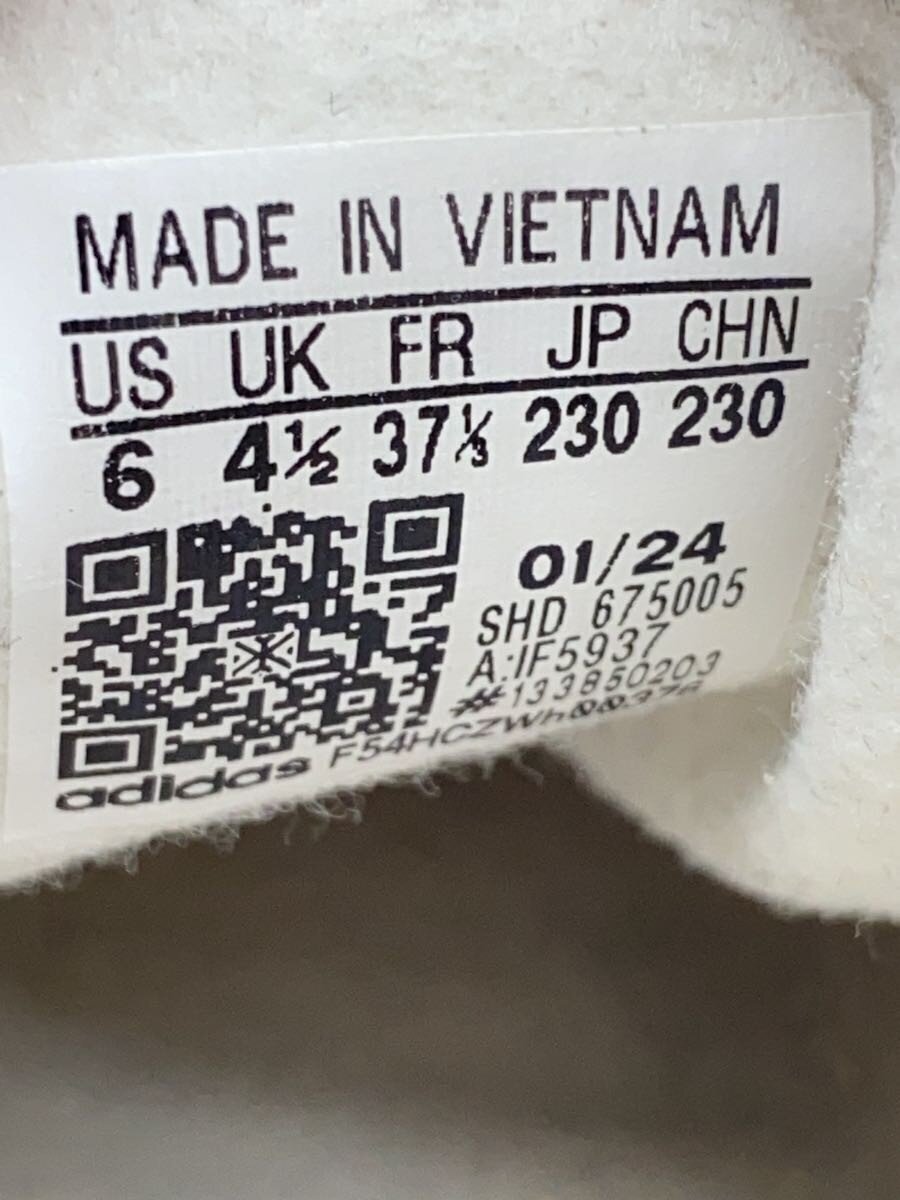 MADE IN VIETNAM
US UK FR JP CHN
6 4½ 37⅓ 230 230
01/24
SHD 675005
A:IF5937
#133850203
adidas